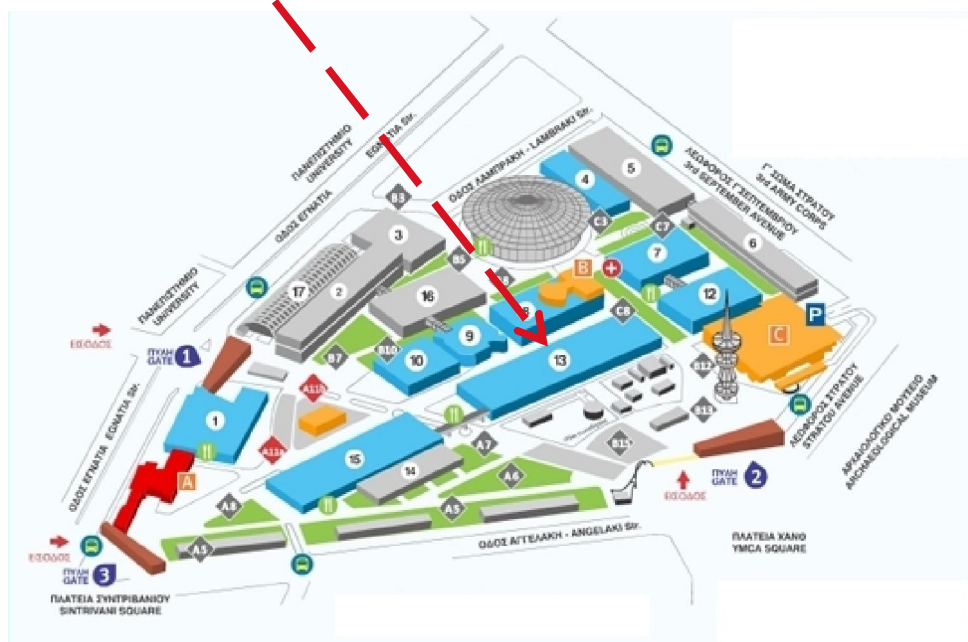 ΠΑΝΕΠΙΣΤΗΜΙΟ
UNIVERSITY
ΕΓΝΑΤΙΑ Str.
ΟΔΟΣ ΕΓΝΑΤΙΑ
ΟΔΟΣ ΛΑΜΠΡΑΚΗ - LAMBRAKI Str.
ΛΕΩΦΟΡΟΣ Γ'ΣΕΠΤΕΜΒΡΙΟΥ
3rd SEPTEMBER AVENUE
Γ' ΣΩΜΑ ΣΤΡΑΤΟΥ
3rd ARMY CORPS
5
4
B3
C3
C7
3
7
6
B5
B
17
2
16
12
8
C8
P
9
C
ΠΑΝΕΠΙΣΤΗΜΙΟ
UNIVERSITY
ΕΙΣΟΔΟΣ
ΠΥΛΗ
GATE 1
B7
B10
10
13
B12
A11b
B13
1
A11a
A7
B15
15
14
A6
A
A8
A5
A5
ΕΓΝΑΤΙΑ Str.
ΟΔΟΣ ΕΓΝΑΤΙΑ
ΛΕΩΦΟΡΟΣ ΣΤΡΑΤΟΥ
STRATOU AVENUE
ΑΡΧΑΙΟΛΟΓΙΚΟ ΜΟΥΣΕΙΟ
ARCHAEOLOGICAL MUSEUM
ΕΙΣΟΔΟΣ
ΠΥΛΗ
GATE 2
ΟΔΟΣ ΑΓΓΕΛΑΚΗ - ANGELAKI Str.
ΠΛΑΤΕΙΑ ΧΑΝΘ
YMCA SQUARE
ΕΙΣΟΔΟΣ
ΠΥΛΗ
GATE 3
ΠΛΑΤΕΙΑ ΣΥΝΤΡΙΒΑΝΙΟΥ
SINTRIVANI SQUARE